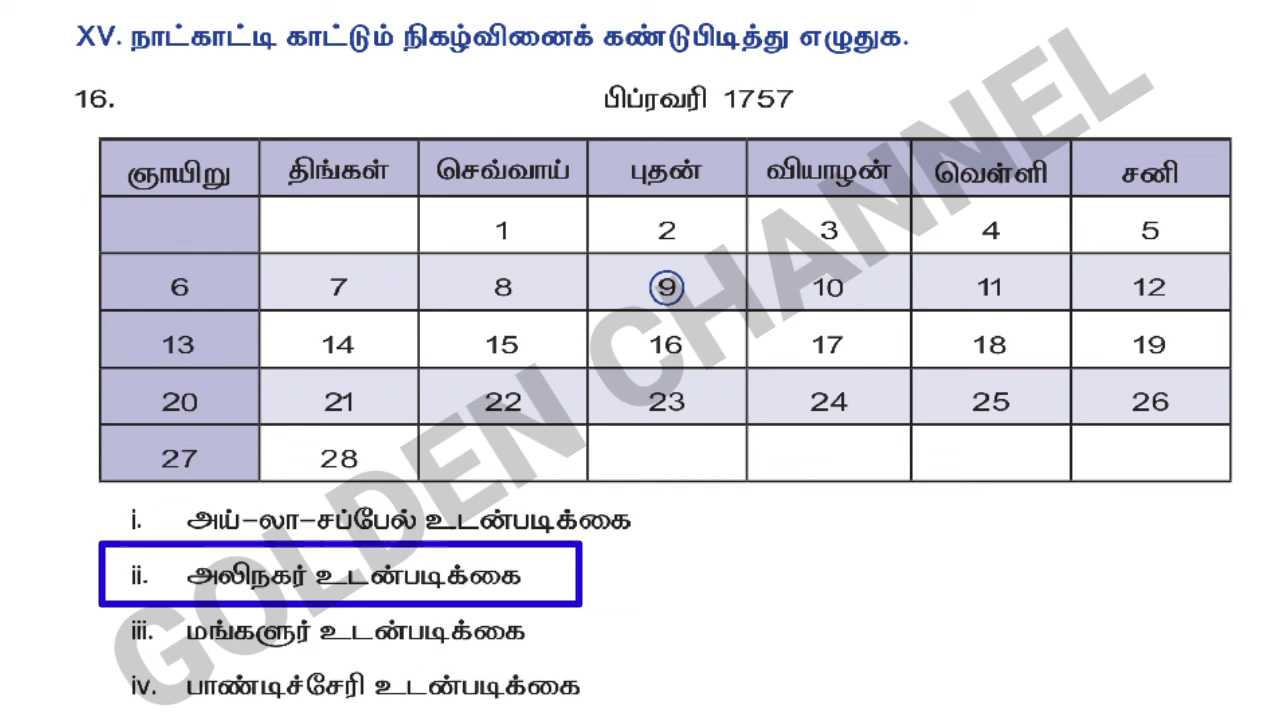 XV. நாட்காட்டி காட்டும் நிகழ்வினைக் கண்டுபிடித்து எழுதுக.
16. பிப்ரவரி 1757
ஞாயிறு திங்கள் செவ்வாய் புதன் வியாழன் வெள்ளி சனி
1 2 3 4 5
6 7 8 9 10 11 12
13 14 15 16 17 18 19
20 21 22 23 24 25 26
27 28
i. அய்-லா-சப்பேல் உடன்படிக்கை
ii. அலிநகர் உடன்படிக்கை
iii. மங்களுர் உடன்படிக்கை
iv. பாண்டிச்சேரி உடன்படிக்கை
GOLDEN CHANNEL